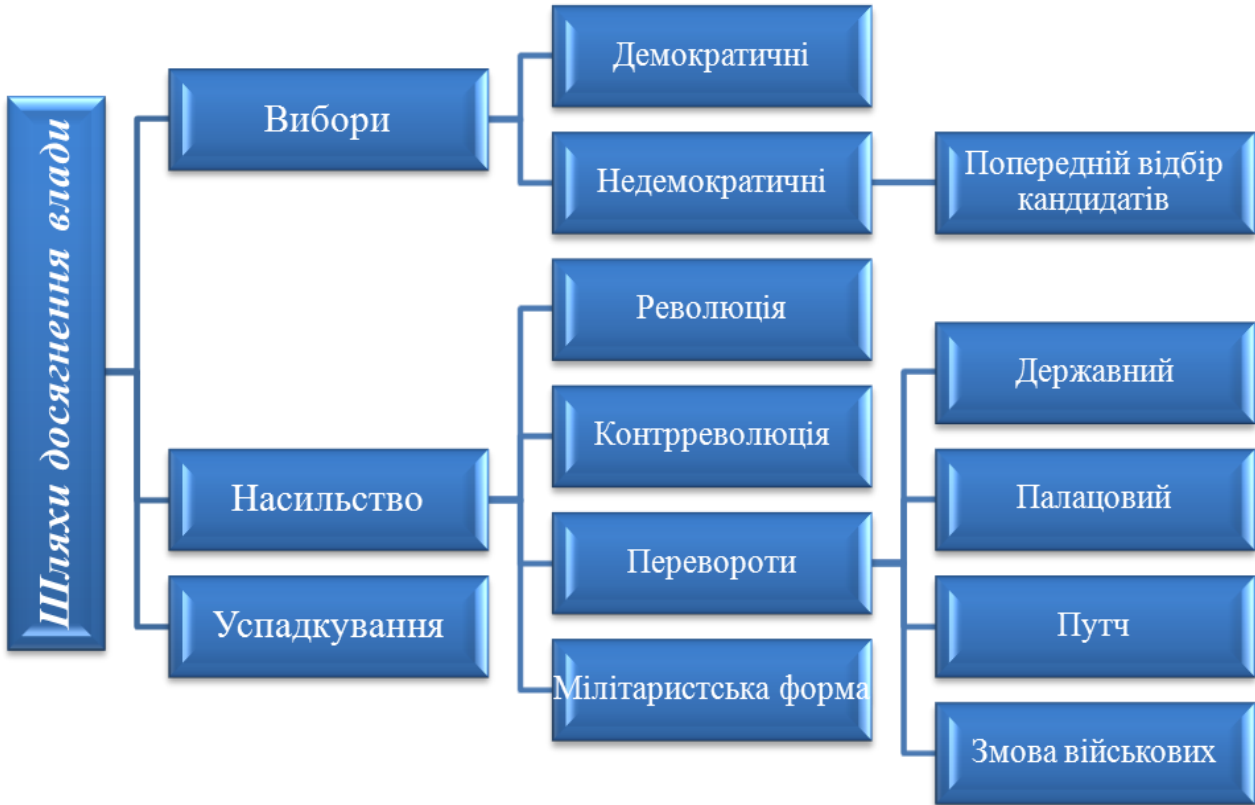 Шляхи досягнення влади
Вибори
Демократичні
Недемократичні
Попередній відбір
кандидатів
Насильство
Революція
Контрреволюція
Перевороти
Державний
Палацовий
Путч
Змова військових
Мілітаристська форма
Успадкування